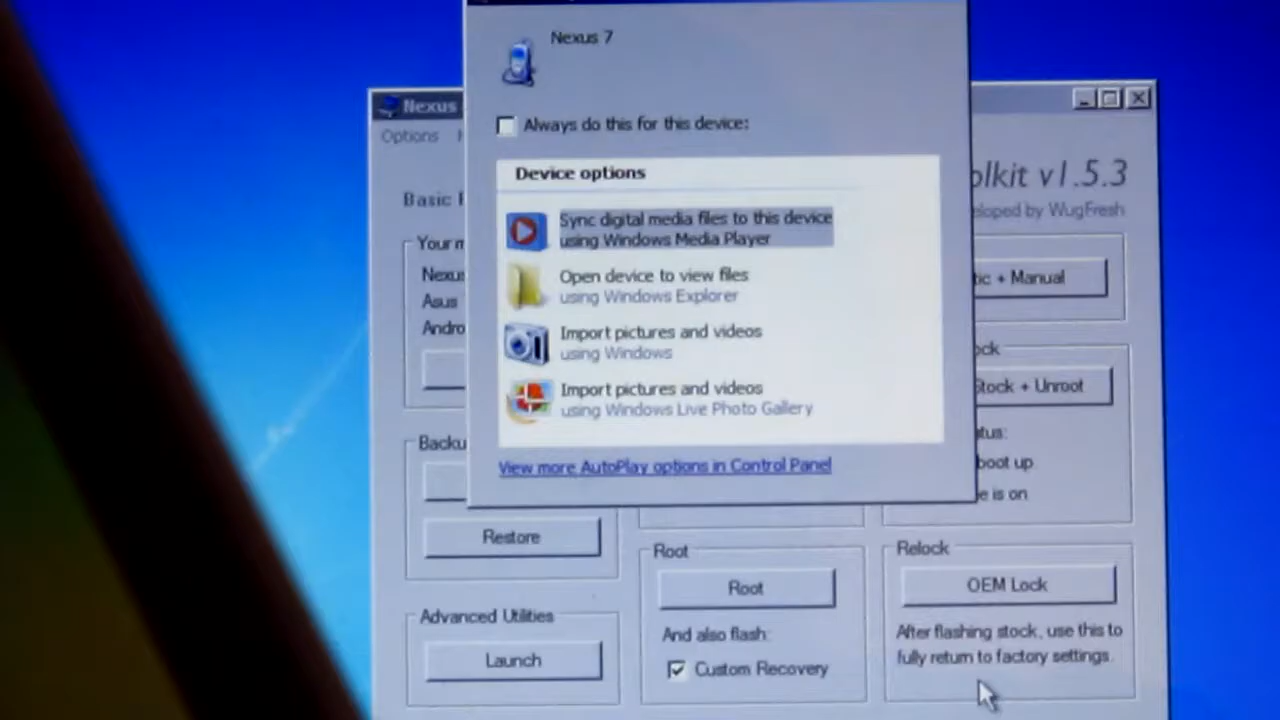 Nexus 7
Always do this for this device:
Device options
Sync digital media files to this device
using Windows Media Player
Open device to view files
using Windows Explorer
Import pictures and videos
using Windows
Import pictures and videos
using Windows Live Photo Gallery
View more AutoPlay options in Control Panel
Nexus
Options
olkit v1.5.3
eloped by WugFresh
Basic
Your m
Nexus
Asus
Andro
tic + Manual
ock
Stock + Unroot
atus:
boot up
e is on
Backu
Restore
Advanced Utilities
Launch
Root
Root
And also flash:
Custom Recovery
Relock
OEM Lock
After flashing stock, use this to
fully return to factory settings.